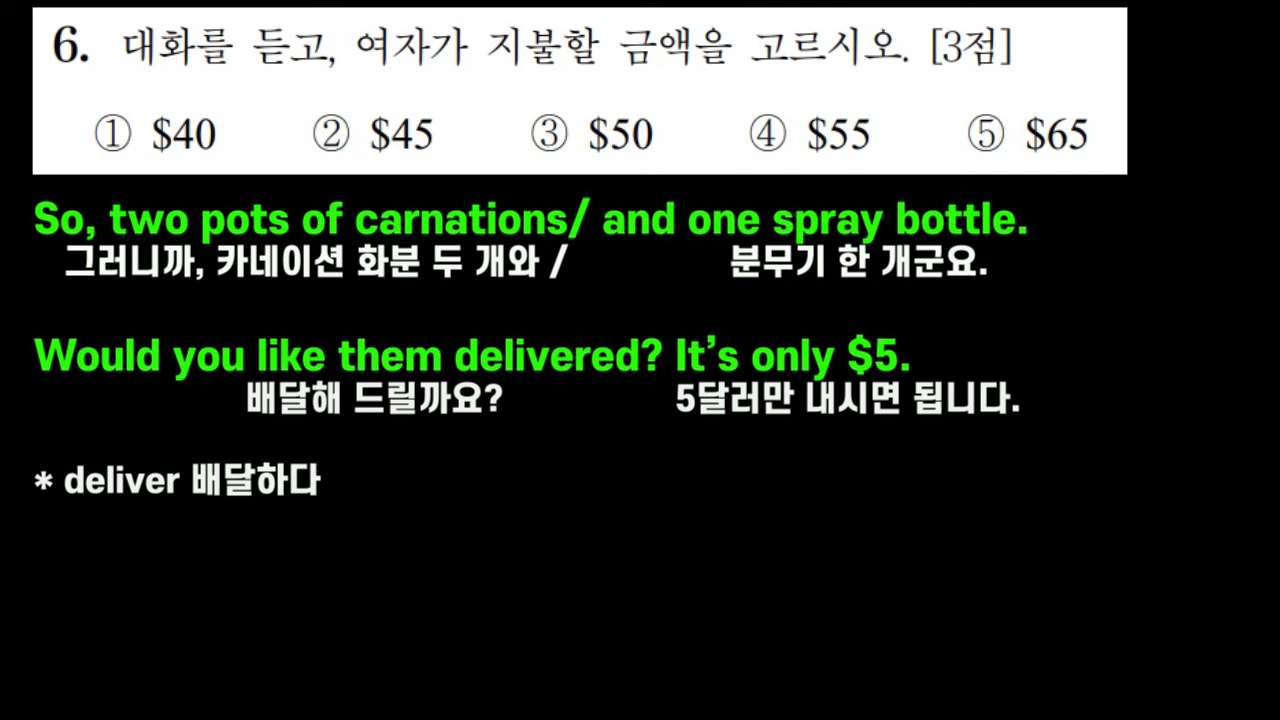 6. 대화를 듣고, 여자가 지불할 금액을 고르시오. [3점]
① $40 ② $45 ③ $50 ④ $55 ⑤ $65
So, two pots of carnations/ and one spray bottle.
그러니까, 카네이션 화분 두 개와 / 분무기 한 개군요.
Would you like them delivered? It’s only $5.
배달해 드릴까요? 5달러만 내시면 됩니다.
* deliver 배달하다